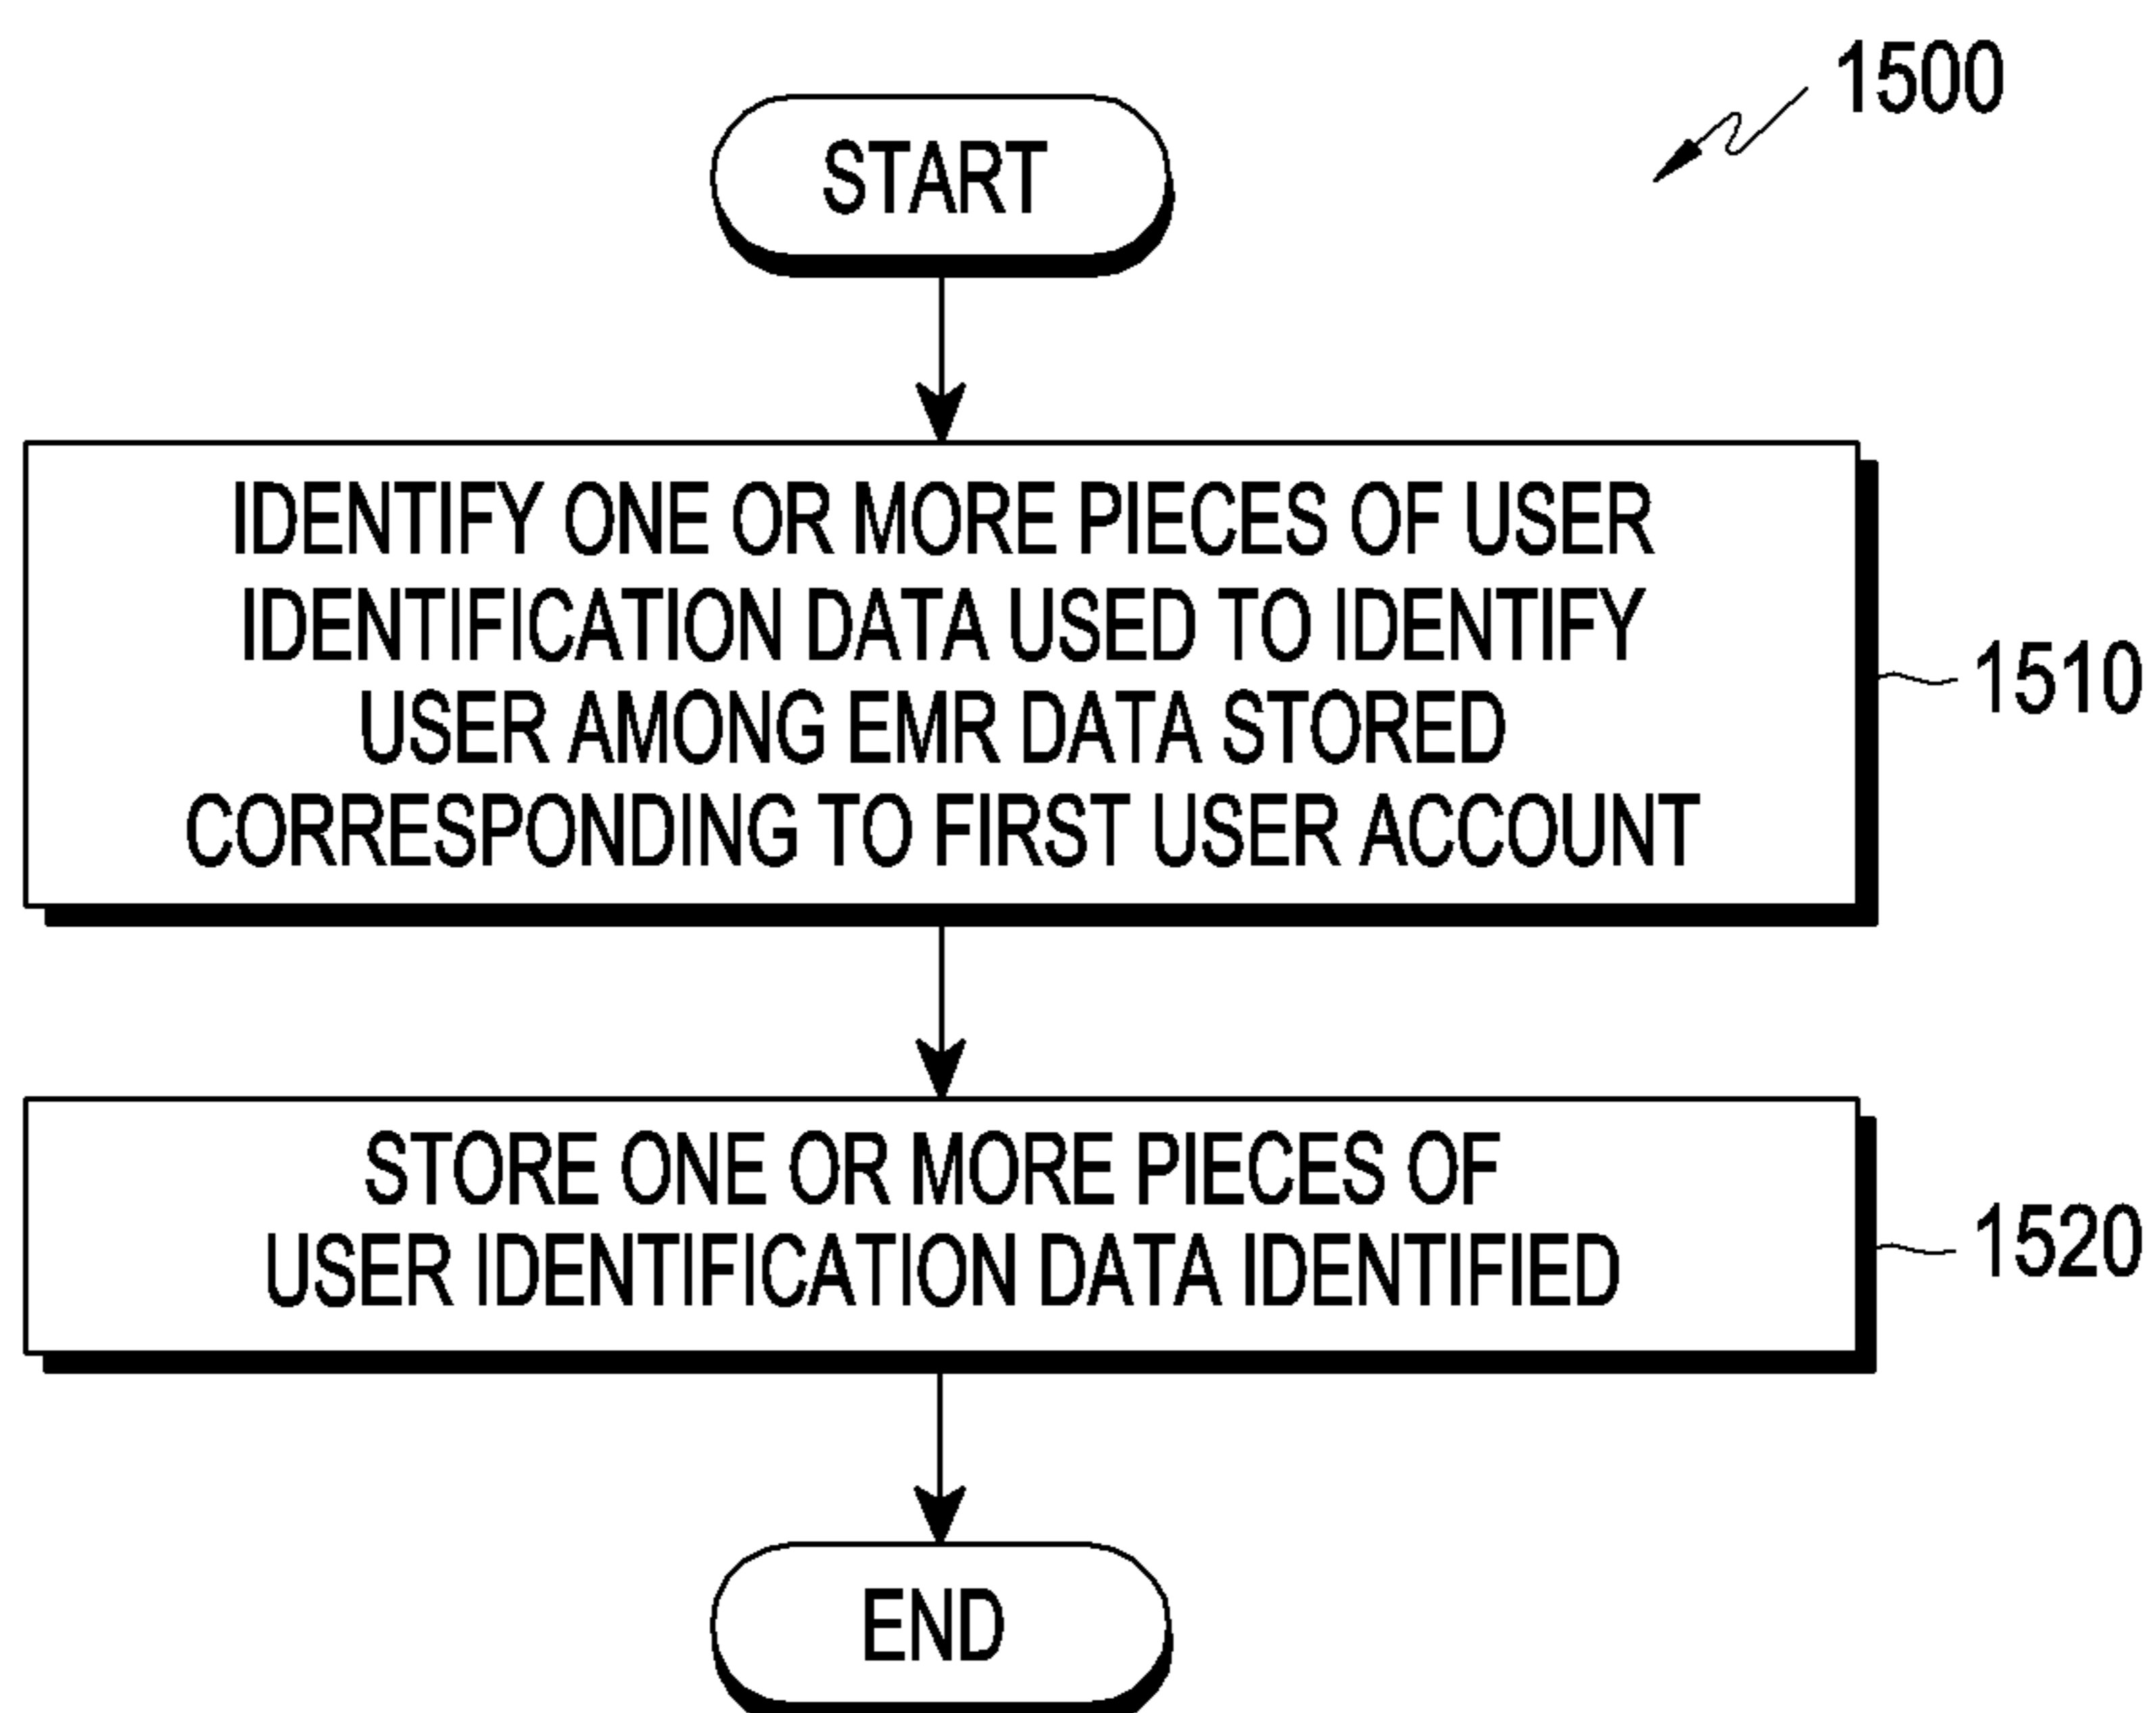 1500
START
IDENTIFY ONE OR MORE PIECES OF USER
IDENTIFICATION DATA USED TO IDENTIFY
USER AMONG EMR DATA STORED
CORRESPONDING TO FIRST USER ACCOUNT
1510
STORE ONE OR MORE PIECES OF
USER IDENTIFICATION DATA IDENTIFIED
1520
END